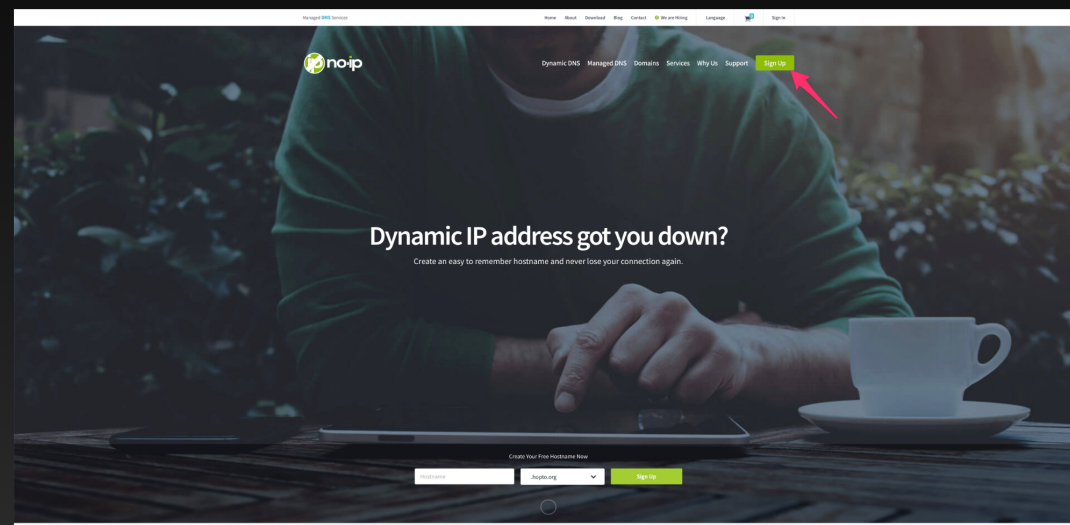 Managed DNS Services
Home About Download Blog Contact We are Hiring Language Sign In
no-ip
Dynamic DNS Managed DNS Domains Services Why Us Support Sign Up
Dynamic IP address got you down?
Create an easy to remember hostname and never lose your connection again.
Create Your Free Hostname Now
Hostname .hopto.org Sign Up